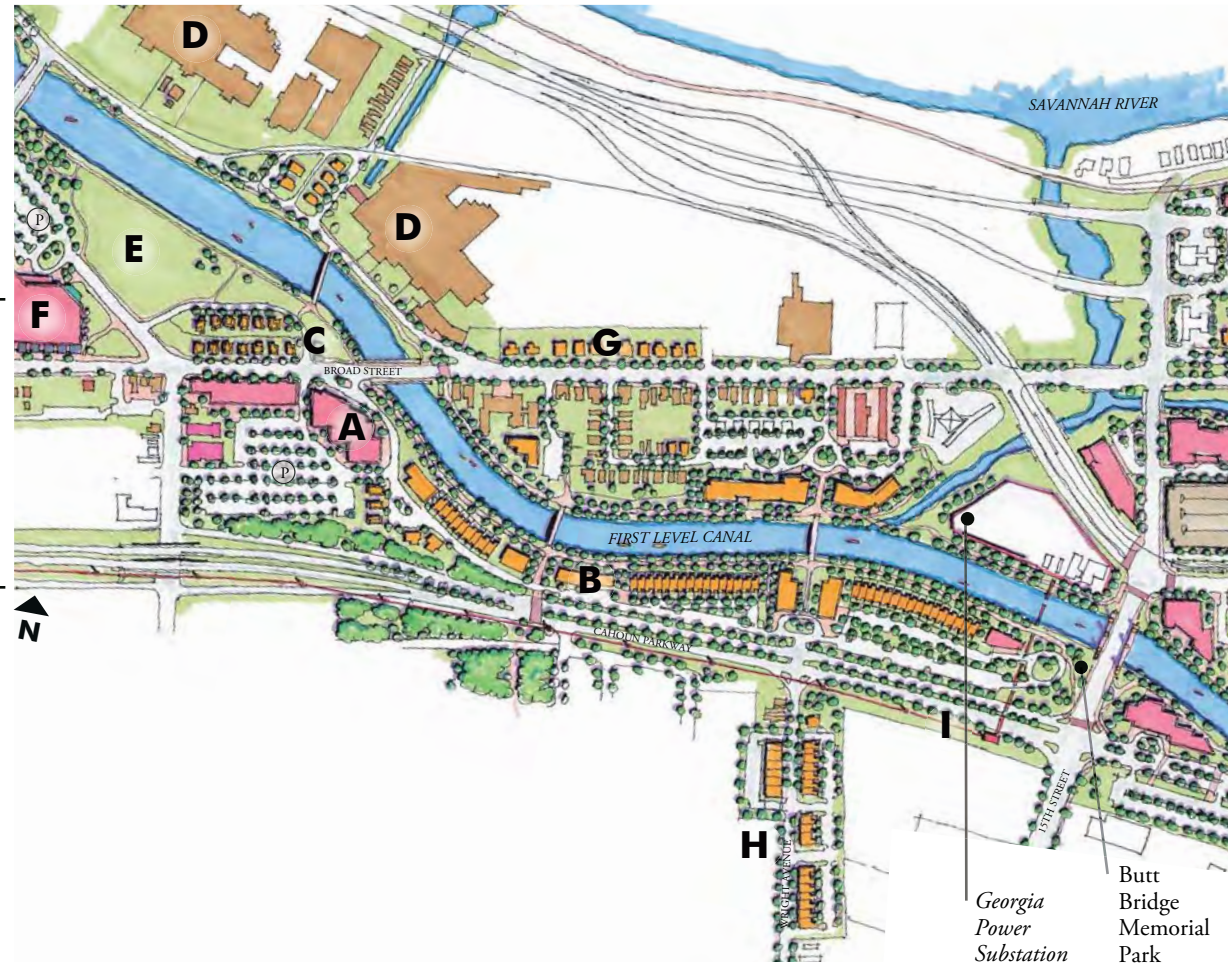 D
SAVANNAH RIVER
P
D
E
F
G
C
BROAD STREET
A
P
FIRST LEVEL CANAL
B
N
CAHOUN PARKWAY
I
15TH STREET
H
WRIGHT AVENUE
Georgia
Power
Substation
Butt
Bridge
Memorial
Park